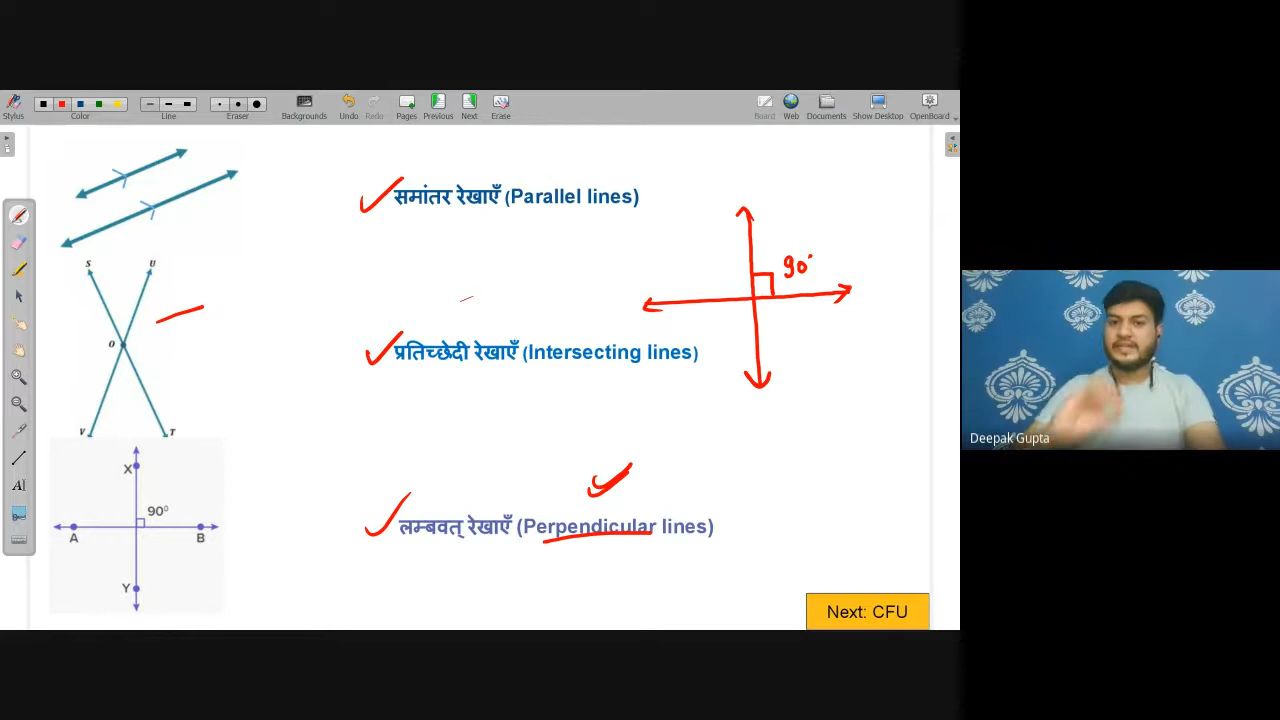 Stylus
Color
Line
Eraser
Backgrounds
Undo
Redo
Pages
Previous
Next
Erase
Board
Web
Documents
Show Desktop
OpenBoard
समांतर रेखाएँ (Parallel lines)
S
U
O
V
T
90°
प्रतिच्छेदी रेखाएँ (Intersecting lines)
X
90°
A
B
Y
लम्बवत् रेखाएँ (Perpendicular lines)
Next: CFU
Deepak Gupta